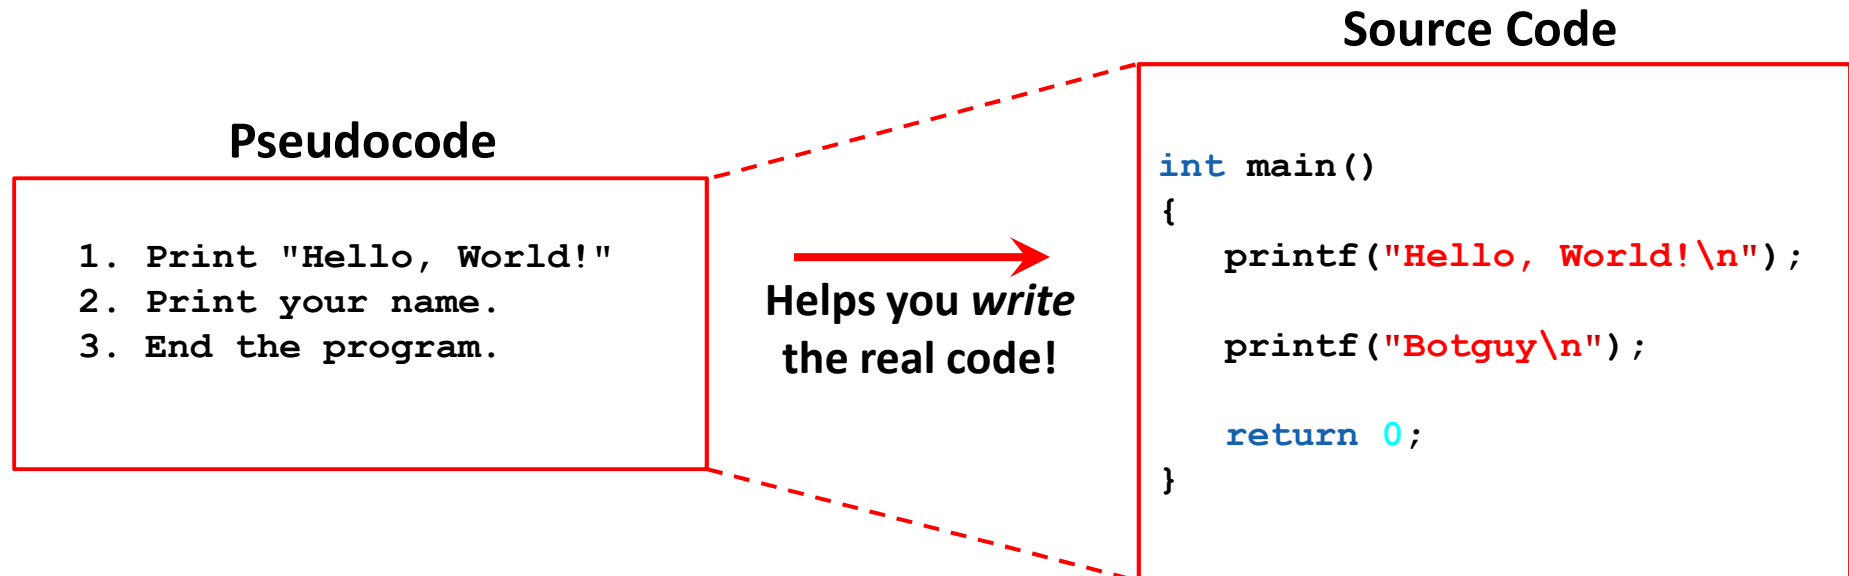 Pseudocode
1. Print "Hello, World!"
2. Print your name.
3. End the program.
Helps you write
the real code!
Source Code
int main()
{
printf("Hello, World!\n");
printf("Botguy\n");
return 0;
}